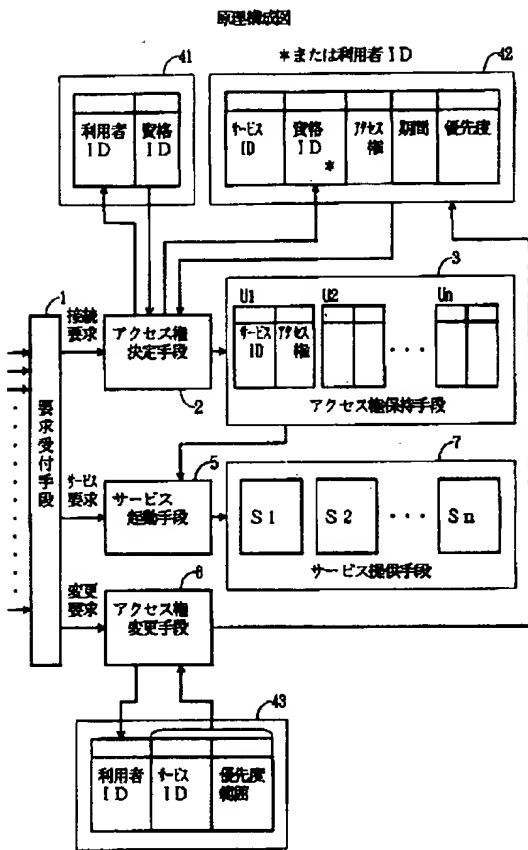 原理構成図
*または利用者ID
41
42
利用者
ID
資格
ID
サービス
ID
資格
ID
*
アクセス
権
期間
優先度
1
接続
要求
アクセス権
決定手段
2
3
U1
U2
Un
サービス
ID
アクセス
権
・・・
アクセス権保持手段
要求受付手段
サービス
要求
5
サービス
起動手段
7
S1
S2
・・・
Sn
サービス提供手段
変更
要求
6
アクセス権
変更手段
43
利用者
ID
サービス
ID
優先度
範囲